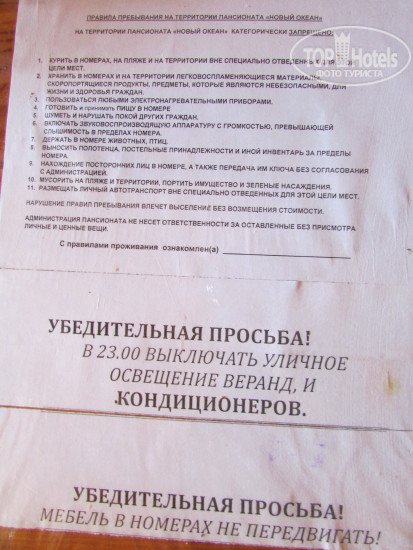 ПРАВИЛА ПРЕБЫВАНИЯ НА ТЕРРИТОРИИ ПАНСИОНАТА «НОВЫЙ ОКЕАН»
НА ТЕРРИТОРИИ ПАНСИОНАТА «НОВЫЙ ОКЕАН» КАТЕГОРИЧЕСКИ ЗАПРЕЩЕНО:
TOP Hotels
ФОТО ТУРИСТА
1. КУРИТЬ В НОМЕРАХ, НА ПЛЯЖЕ И НА ТЕРРИТОРИИ ВНЕ СПЕЦИАЛЬНО ОТВЕДЕННЫХ ДЛЯ ЭТОЙ
ЦЕЛИ МЕСТ.
2. ХРАНИТЬ В НОМЕРАХ И НА ТЕРРИТОРИИ ЛЕГКОВОСПЛАМЕНЯЮЩИЕСЯ МАТЕРИАЛЫ,
СКОРОПОРТЯЩИЕСЯ ПРОДУКТЫ, ПРЕДМЕТЫ, КОТОРЫЕ ЯВЛЯЮТСЯ НЕБЕЗОПАСНЫМИ, ДЛЯ
ЖИЗНИ И ЗДОРОВЬЯ ГРАЖДАН.
3. ПОЛЬЗОВАТЬСЯ ЛЮБЫМИ ЭЛЕКТРОНАГРЕВАТЕЛЬНЫМИ ПРИБОРАМИ.
4. ГОТОВИТЬ и принимать ПИЩУ В НОМЕРЕ
5. ШУМЕТЬ И НАРУШАТЬ ПОКОЙ ДРУГИХ ГРАЖДАН.
6. ВКЛЮЧАТЬ ЗВУКОВОСПРОИЗВОДЯЩУЮ АППАРАТУРУ С ГРОМКОСТЬЮ, ПРЕВЫШАЮЩЕЙ
СЛЫШИМОСТЬ В ПРЕДЕЛАХ НОМЕРА.
7. ДЕРЖАТЬ В НОМЕРЕ ЖИВОТНЫХ, ПТИЦ.
8. ВЫНОСИТЬ ПОЛОТЕНЦА, ПОСТЕЛЬНЫЕ ПРИНАДЛЕЖНОСТИ И ИНОЙ ИНВЕНТАРЬ ЗА ПРЕДЕЛЫ
НОМЕРА.
9. НАХОЖДЕНИЕ ПОСТОРОННИХ ЛИЦ В НОМЕРЕ, А ТАКЖЕ ПЕРЕДАЧА ИМ КЛЮЧА БЕЗ СОГЛАСОВАНИЯ
С АДМИНИСТРАЦИЕЙ.
10. МУСОРИТЬ НА ПЛЯЖЕ И ТЕРРИТОРИИ, ПОРТИТЬ ИМУЩЕСТВО И ЗЕЛЕНЫЕ НАСАЖДЕНИЯ.
11. РАЗМЕЩАТЬ ЛИЧНЫЙ АВТОТРАНСПОРТ ВНЕ СПЕЦИАЛЬНО ОТВЕДЕННЫХ ДЛЯ ЭТОЙ ЦЕЛИ МЕСТ.
НАРУШЕНИЕ ПРАВИЛ ПРЕБЫВАНИЯ ВЛЕЧЕТ ВЫСЕЛЕНИЕ БЕЗ ВОЗМЕЩЕНИЯ СТОИМОСТИ.
АДМИНИСТРАЦИЯ ПАНСИОНАТА НЕ НЕСЕТ ОТВЕТСТВЕННОСТИ ЗА ОСТАВЛЕННЫЕ БЕЗ ПРИСМОТРА
ЛИЧНЫЕ И ЦЕННЫЕ ВЕЩИ.
С правилами проживания ознакомлен(а)
УБЕДИТЕЛЬНАЯ ПРОСЬБА!
В 23.00 ВЫКЛЮЧАТЬ УЛИЧНОЕ
ОСВЕЩЕНИЕ ВЕРАНД, И
.КОНДИЦИОНЕРОВ.
УБЕДИТЕЛЬНАЯ ПРОСЬБА!
МЕБЕЛЬ В НОМЕРАХ НЕ ПЕРЕДВИГАТЬ!